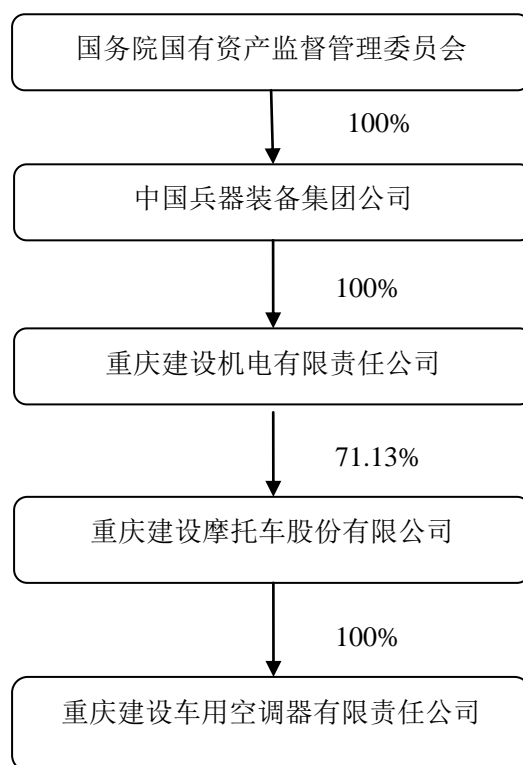 国务院国有资产监督管理委员会
100%
中国兵器装备集团公司
100%
重庆建设机电有限责任公司
71.13%
重庆建设摩托车股份有限公司
100%
重庆建设车用空调器有限责任公司